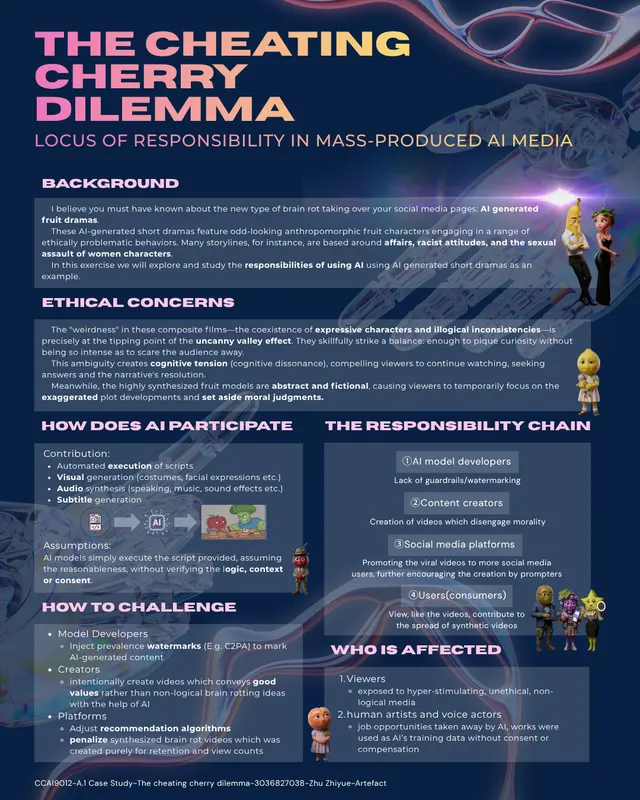 THE CHEATING
CHERRY
DILEMMA
LOCUS OF RESPONSIBILITY IN MASS-PRODUCED AI MEDIA
BACKGROUND
I believe you must have known about the new type of brain rot taking over your social media pages: AI generated
fruit dramas.
These AI-generated short dramas feature odd-looking anthropomorphic fruit characters engaging in a range of
ethically problematic behaviors. Many storylines, for instance, are based around affairs, racist attitudes, and the sexual
assault of women characters.
In this exercise we will explore and study the responsibilities of using AI using AI generated short dramas as an
example.
ETHICAL CONCERNS
The "weirdness" in these composite films—the coexistence of expressive characters and illogical inconsistencies—is
precisely at the tipping point of the uncanny valley effect. They skillfully strike a balance: enough to pique curiosity without
being so intense as to scare the audience away.
This ambiguity creates cognitive tension (cognitive dissonance), compelling viewers to continue watching, seeking
answers and the narrative's resolution.
Meanwhile, the highly synthesized fruit models are abstract and fictional, causing viewers to temporarily focus on the
exaggerated plot developments and set aside moral judgments.
HOW DOES AI PARTICIPATE
Contribution:
• Automated execution of scripts
• Visual generation (costumes, facial expressions etc.)
• Audio synthesis (speaking, music, sound effects etc.)
• Subtitle generation
AI
Assumptions:
AI models simply execute the script provided, assuming
the reasonableness, without verifying the logic, context
or consent.
HOW TO CHALLENGE
• Model Developers
◦ Inject prevalence watermarks (E.g. C2PA) to mark
AI-generated content
• Creators
◦ intentionally create videos which conveys good
values rather than non-logical brain rotting ideas
with the help of AI
• Platforms
◦ Adjust recommendation algorithms
◦ penalize synthesized brain rot videos which was
created purely for retention and view counts
THE RESPONSIBILITY CHAIN
①AI model developers
Lack of guardrails/watermarking
②Content creators
Creation of videos which disengage morality
③Social media platforms
Promoting the viral videos to more social media
users, further encouraging the creation by prompters
④Users(consumers)
View, like the videos, contribute to
the spread of synthetic videos
WHO IS AFFECTED
1.Viewers
◦ exposed to hyper-stimulating, unethical, non-
logical media
2.human artists and voice actors
◦ job opportunities taken away by AI, works were
used as AI's training data without consent or
compensation
CCAI9012-A.1 Case Study-The cheating cherry dilemma-3036827038-Zhu Zhiyue-Artefact